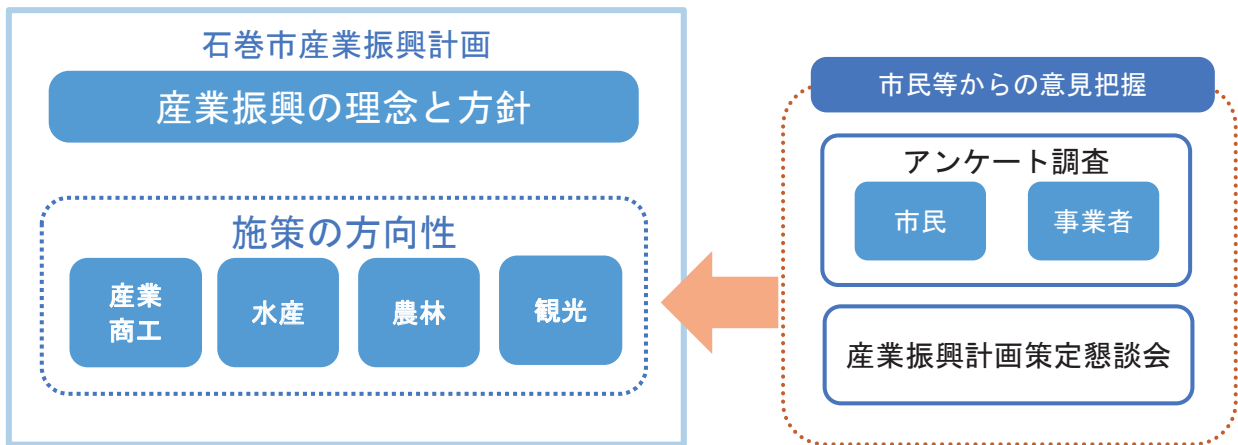 石巻市産業振興計画
産業振興の理念と方針
施策の方向性
産業
商工
水産
農林
観光
市民等からの意見把握
アンケート調査
市民
事業者
産業振興計画策定懇談会